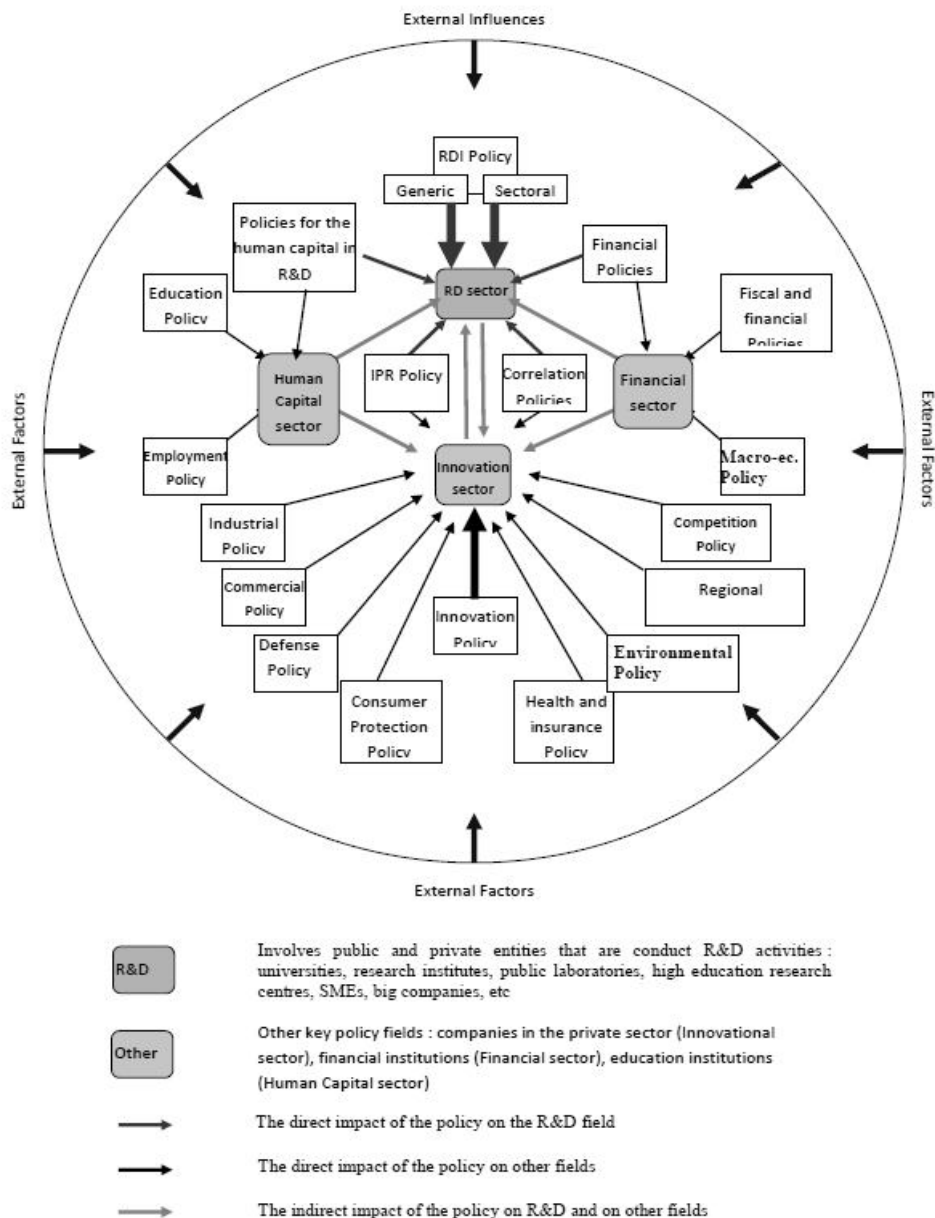 External Influences
RDI Policy
Generic
Sectoral
Policies for the
human capital in
R&D
Financial
Policies
Education
Policy
RD sector
Fiscal and
financial
Policies
Human
Capital
sector
IPR Policy
Correlation
Policies
Financial
sector
External Factors
External Factors
Employment
Policy
Innovation
sector
Macro-ec.
Policy
Industrial
Policy
Competition
Policy
Commercial
Policy
Regional
Defense
Policy
Innovation
Policy
Environmental
Policy
Consumer
Protection
Policy
Health and
insurance
Policy
External Factors
R&D
Involves public and private entities that are conduct R&D activities :
universities, research institutes, public laboratories, high education research
centres, SMEs, big companies, etc
Other
Other key policy fields : companies in the private sector (Innovational
sector), financial institutions (Financial sector), education institutions
(Human Capital sector)
The direct impact of the policy on the R&D field
The direct impact of the policy on other fields
The indirect impact of the policy on R&D and on other fields